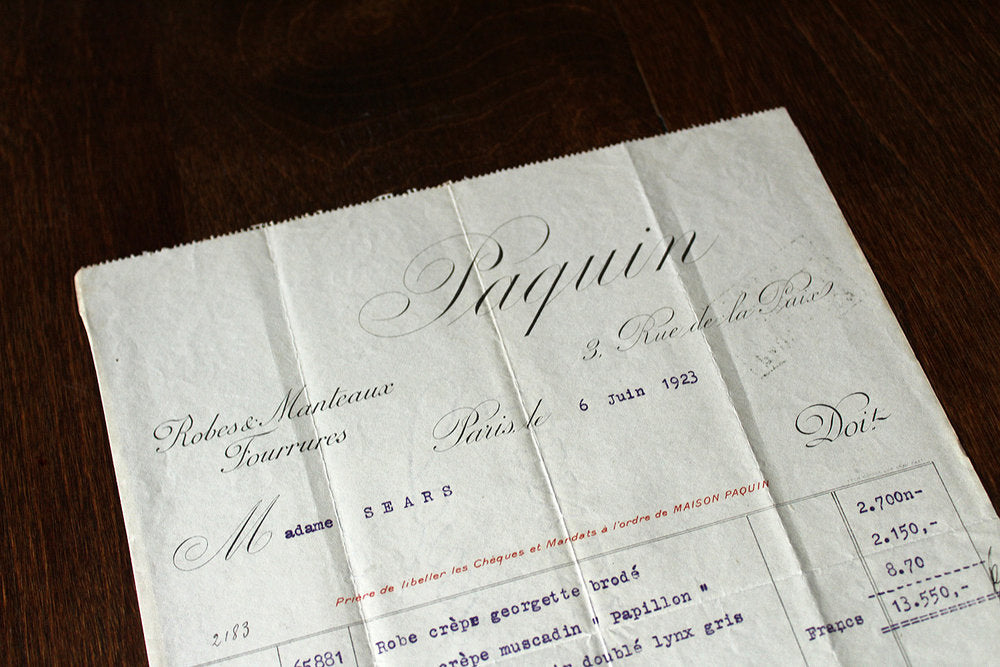 Paquin
3, Rue de la Paix
Robes & Manteaux
Fourrures
Paris, le 6 Juin 1923
Doit
Madame SEARS
Prière de libeller les Chèques et Mandats à l'ordre de MAISON PAQUIN
2183
65881 Robe crèpe georgette brodé 2.700n-
crèpe muscadin " Papillon " 2.150,-
doublé lynx gris 8.70
Francs 13.550,-